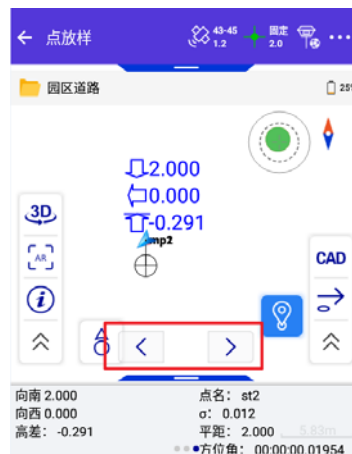 点放样
43-45
1.2
固定
2.0
园区道路
25%
2.000
0.000
-0.291
mp2
3D
AR
i
CAD
向南 2.000
点名： st2
向西 0.000
σ： 0.012
高差： -0.291
平距： 2.000
5.83m
方位角： 00:00:00.01954